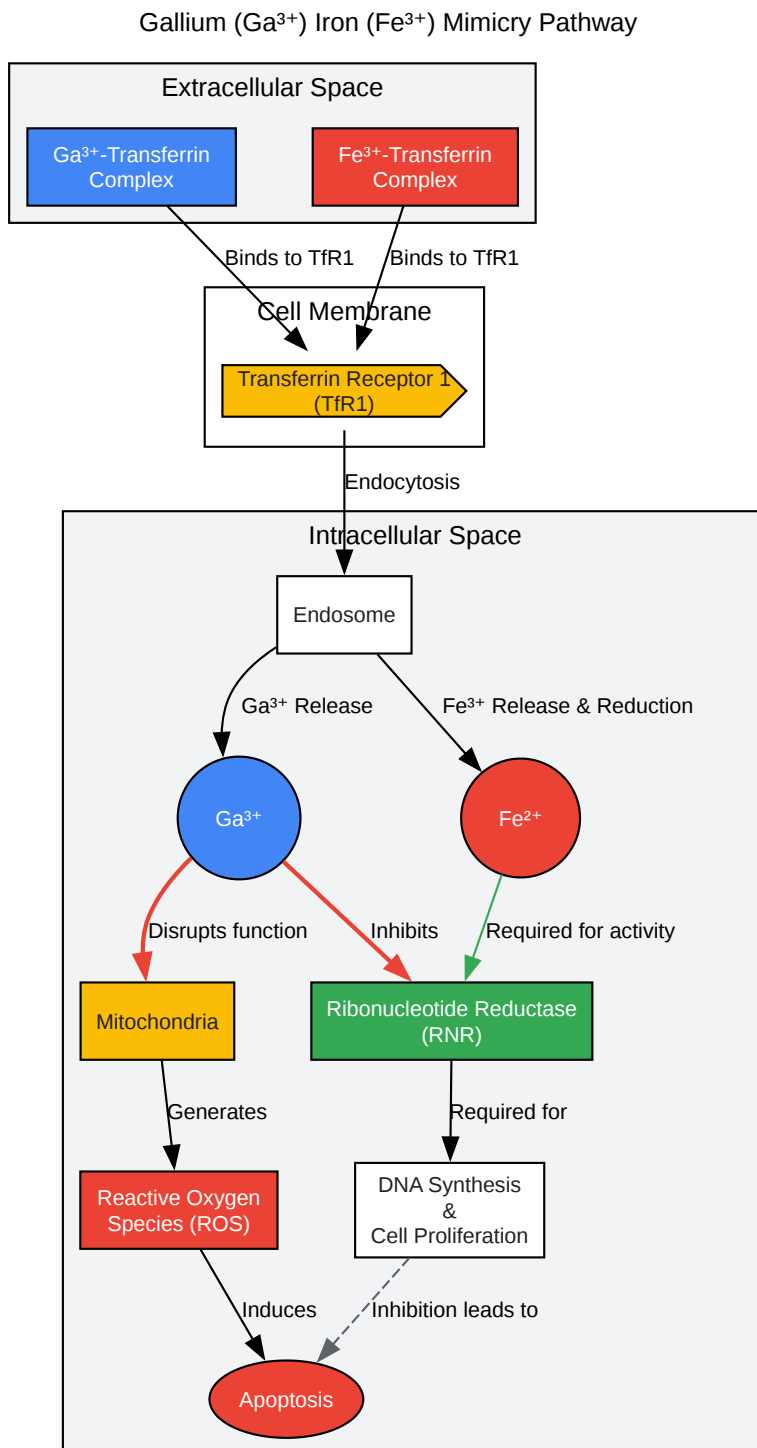 Gallium (Ga³⁺) Iron (Fe³⁺) Mimicry Pathway
Extracellular Space
Ga³⁺-Transferrin
Complex
Fe³⁺-Transferrin
Complex
Binds to TfR1
Binds to TfR1
Cell Membrane
Transferrin Receptor 1
(TfR1)
Endocytosis
Intracellular Space
Endosome
Ga³⁺ Release
Fe³⁺ Release & Reduction
Ga³⁺
Fe²⁺
Disrupts function
Inhibits
Required for activity
Mitochondria
Ribonucleotide Reductase
(RNR)
Generates
Required for
Reactive Oxygen
Species (ROS)
DNA Synthesis
&
Cell Proliferation
Induces
Inhibition leads to
Apoptosis